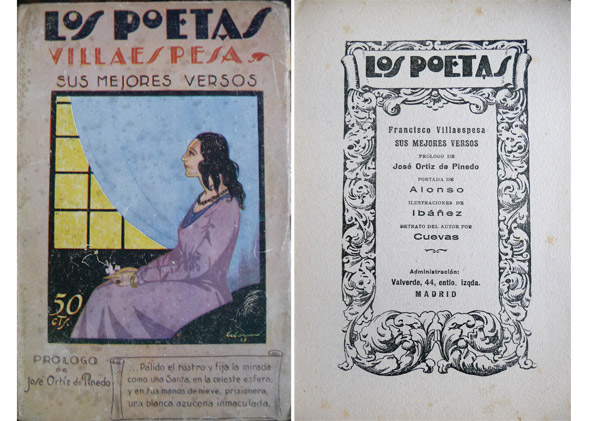 LOS POETAS
VILLAESPESA
SUS MEJORES VERSOS
50
CTS.
PRÓLOGO
DE
José Ortiz de Pinedo
... Pálido el rostro y fija la mirada
como una Santa, en la celeste esfera;
y en tus manos de nieve, prisionera,
una blanca azucena inmaculada.
LOS POETAS
Francisco Villaespesa
SUS MEJORES VERSOS
PRÓLOGO DE
José Ortiz de Pinedo
PORTADA DE
Alonso
ILUSTRACIONES DE
Ibáñez
RETRATO DEL AUTOR POR
Cuevas
Administración:
Valverde, 44, entlo. izqda.
MADRID